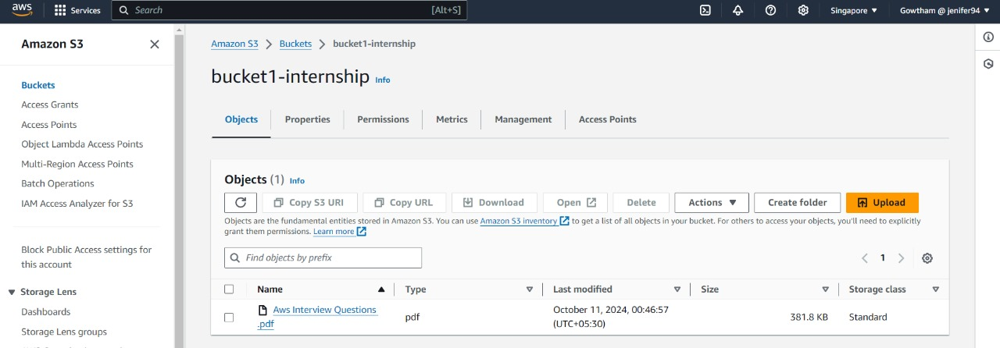 aws Services Search [Alt+S] Singapore ▼ Gowtham @ jenifer94 ▼
Amazon S3
Buckets
Access Grants
Access Points
Object Lambda Access Points
Multi-Region Access Points
Batch Operations
IAM Access Analyzer for S3
Block Public Access settings for
this account
▼ Storage Lens
Dashboards
Storage Lens groups
Amazon S3 > Buckets > bucket1-internship
bucket1-internship Info
Objects Properties Permissions Metrics Management Access Points
Objects (1) Info
Copy S3 URI Copy URL Download Open Delete Actions ▼ Create folder Upload
Objects are the fundamental entities stored in Amazon S3. You can use Amazon S3 inventory to get a list of all objects in your bucket. For others to access your objects, you'll need to explicitly
grant them permissions. Learn more
Find objects by prefix < 1 >
Name Type Last modified Size Storage class
Aws Interview Questions pdf October 11, 2024, 00:46:57 381.8 KB Standard
.pdf (UTC+05:30)